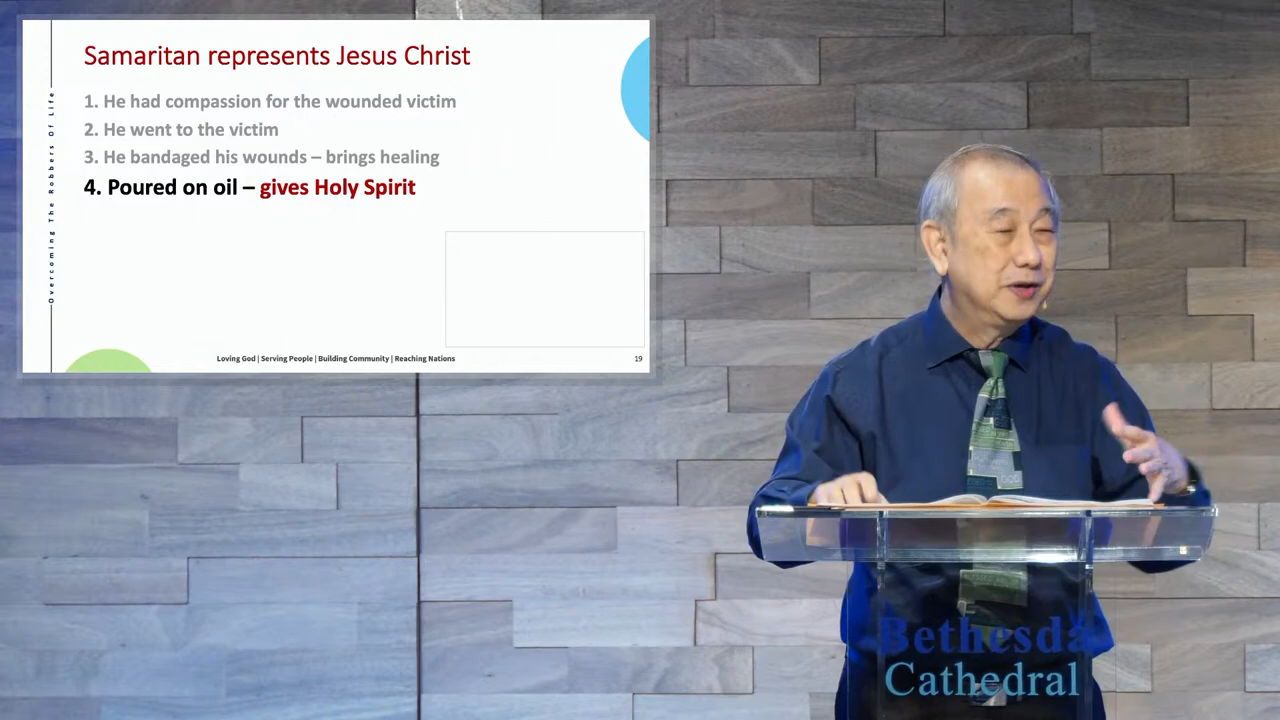 Samaritan represents Jesus Christ
1. He had compassion for the wounded victim
2. He went to the victim
3. He bandaged his wounds – brings healing
4. Poured on oil – gives Holy Spirit
Overcoming The Robbers Of Life
Loving God | Serving People | Building Community | Reaching Nations
19
Bethesda
Cathedral